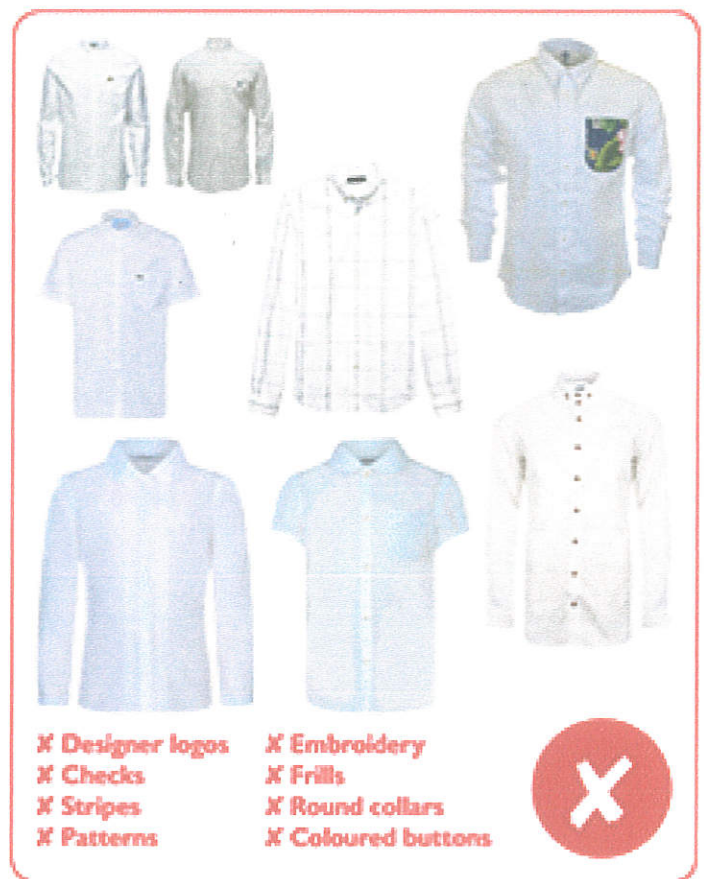 ✘ Designer logos
✘ Checks
✘ Stripes
✘ Patterns
✘ Embroidery
✘ Frills
✘ Round collars
✘ Coloured buttons